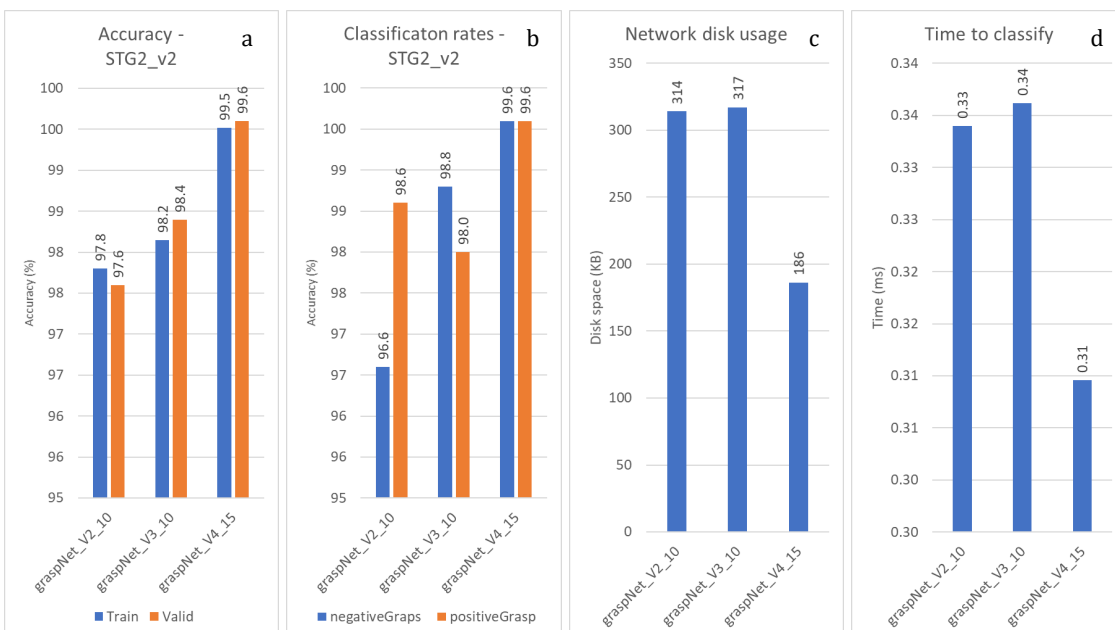 Accuracy -
STG2_v2
a
100
100
99
99
98
98
97
97
96
96
95
Accuracy (%)
97.8
97.6
98.2
98.4
99.5
99.6
graspNet_V2_10
graspNet_V3_10
graspNet_V4_15
Train
Valid
Classificaton rates -
STG2_v2
b
100
100
99
99
98
98
97
97
96
96
95
Accuracy (%)
96.6
98.6
98.8
98.0
99.6
99.6
graspNet_V2_10
graspNet_V3_10
graspNet_V4_15
negativeGraps
positiveGrasp
Network disk usage
c
350
300
250
200
150
100
50
0
Disk space (KB)
314
317
186
graspNet_V2_10
graspNet_V3_10
graspNet_V4_15
Time to classify
d
0.34
0.34
0.33
0.33
0.32
0.32
0.31
0.31
0.30
0.30
Time (ms)
0.33
0.34
0.31
graspNet_V2_10
graspNet_V3_10
graspNet_V4_15